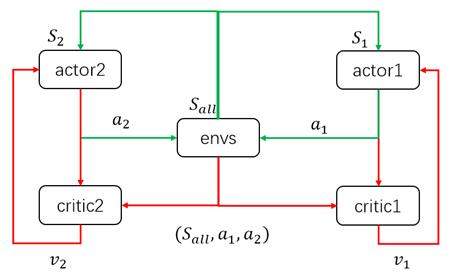 S₂ S₁
actor2 actor1
Sₐₗₗ
a₂ envs a₁
critic2 critic1
(Sₐₗₗ, a₁, a₂)
v₂ v₁